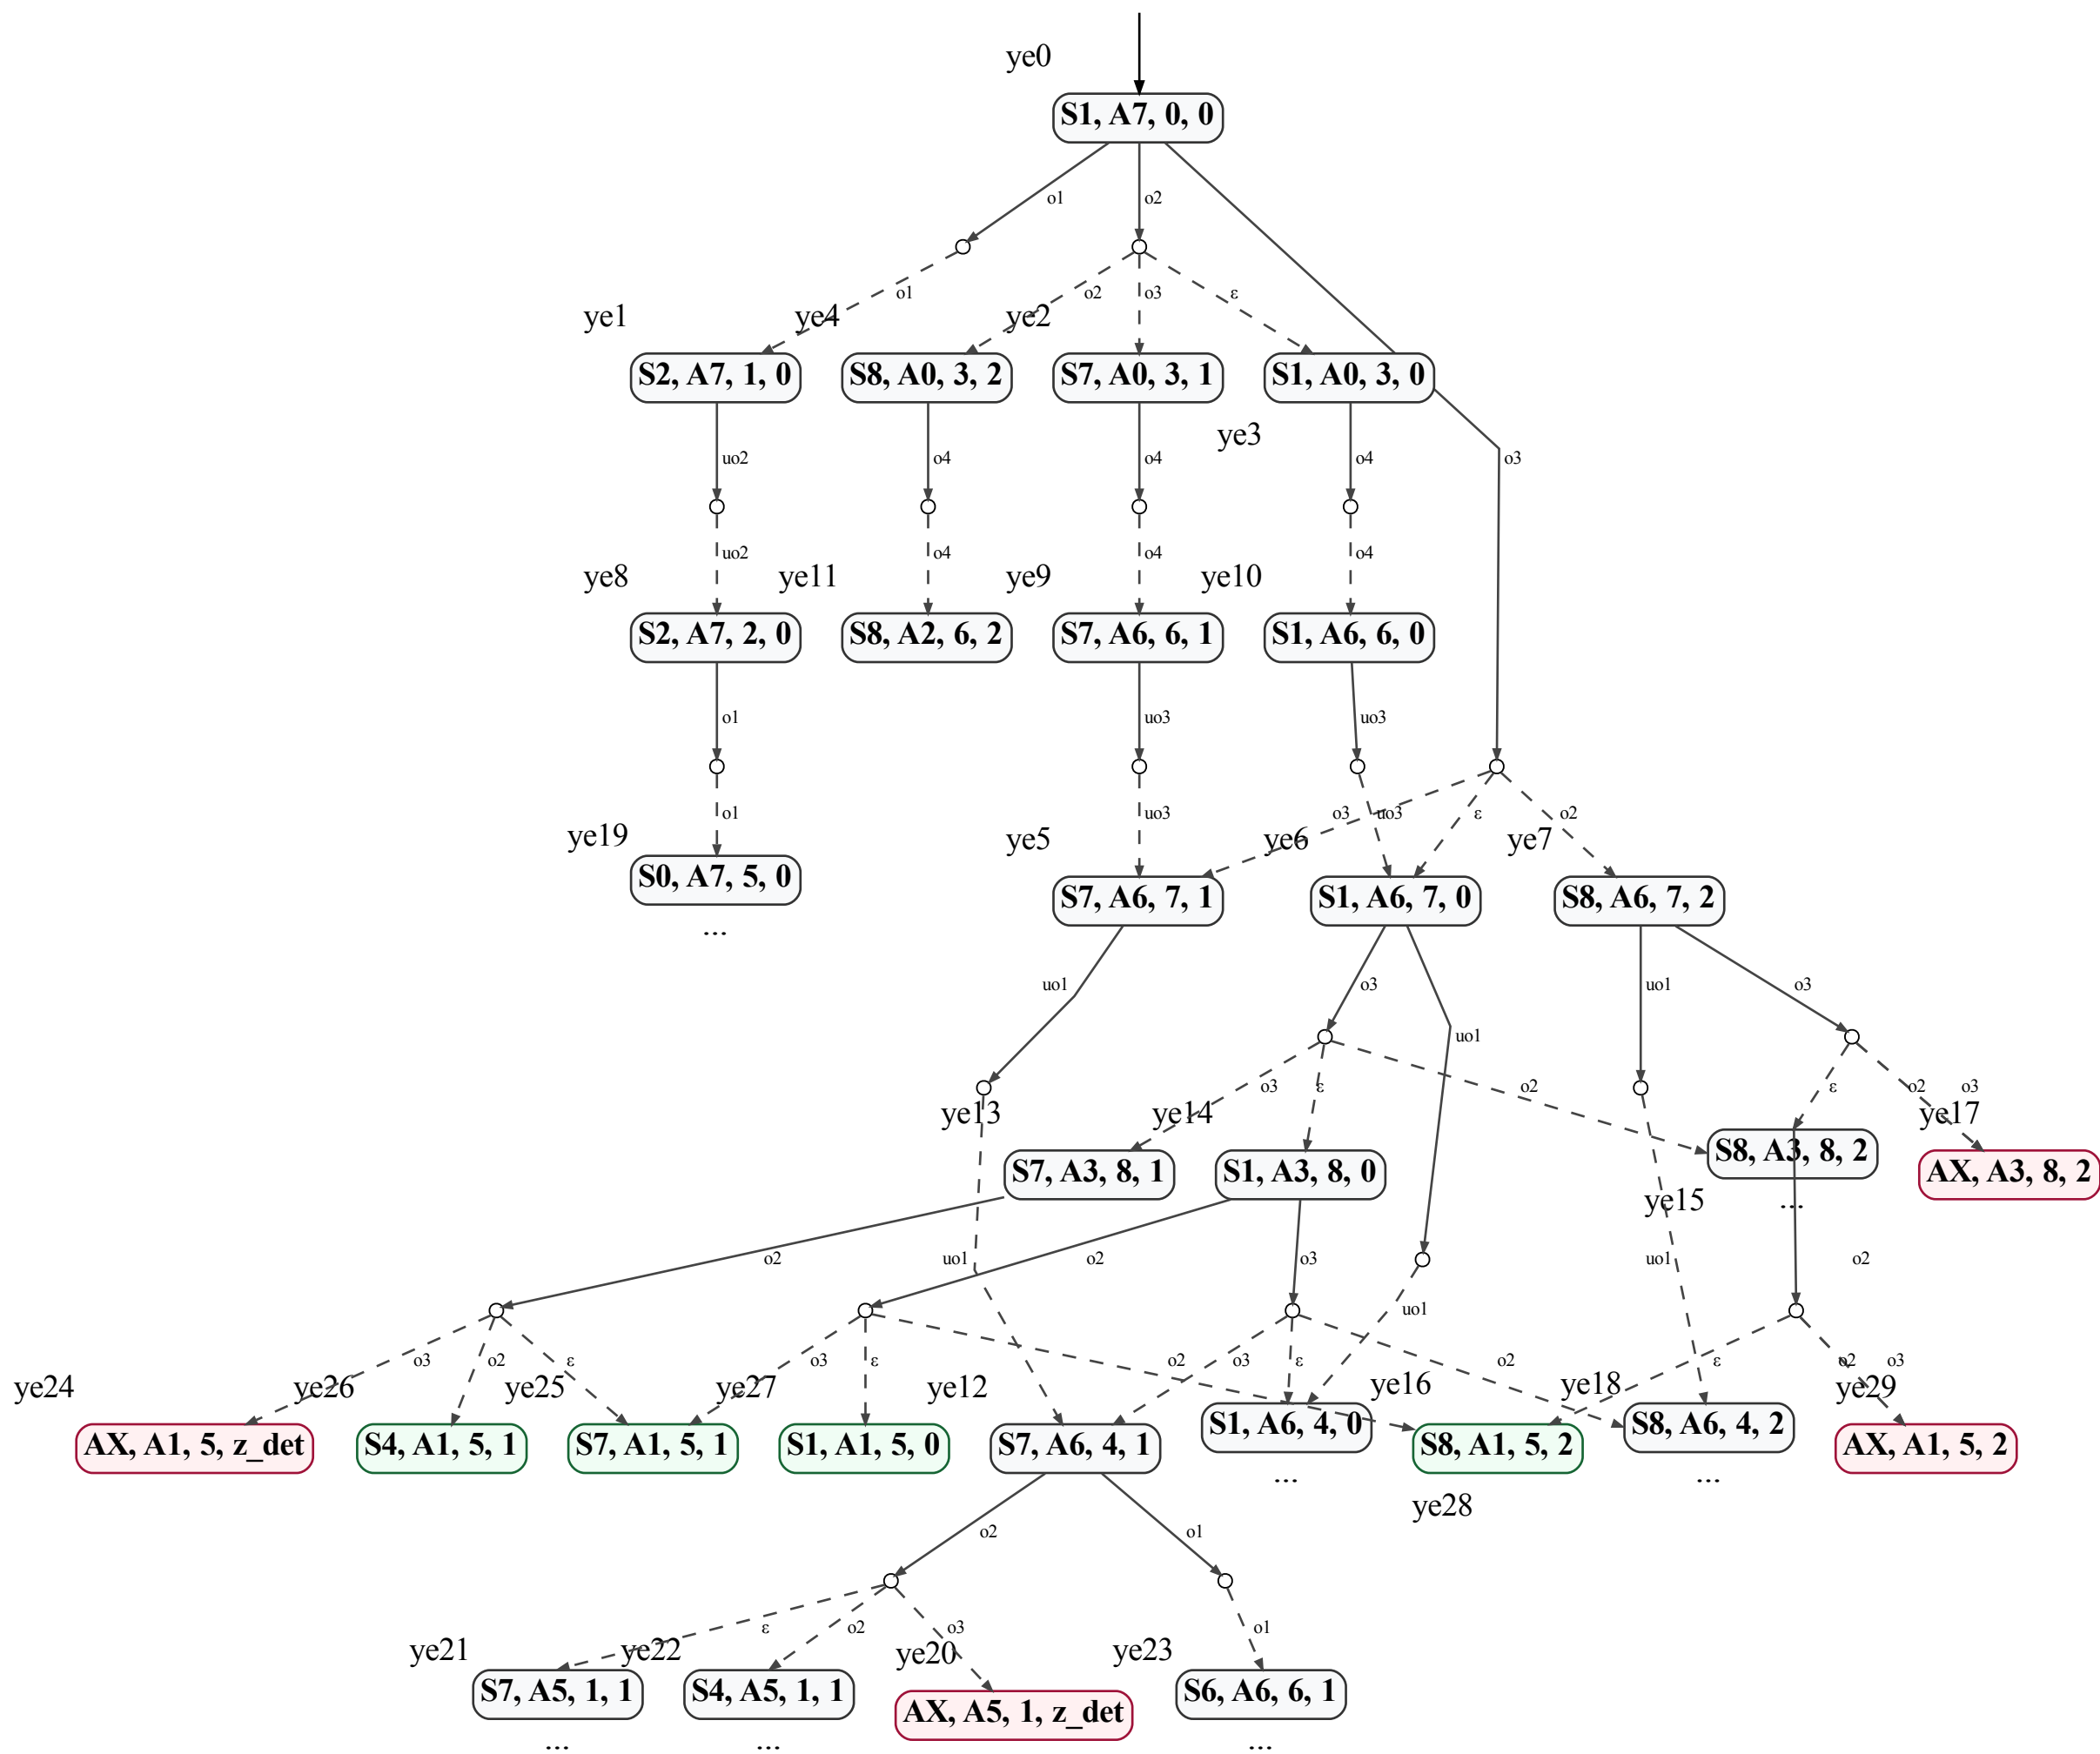 ye0
S1, A7, 0, 0
o1
o2
o1
o2
o3
ε
ye1
ye4
ye2
S2, A7, 1, 0
S8, A0, 3, 2
S7, A0, 3, 1
S1, A0, 3, 0
ye3
uo2
o4
o4
o4
o3
uo2
o4
o4
o4
ye8
ye11
ye9
ye10
S2, A7, 2, 0
S8, A2, 6, 2
S7, A6, 6, 1
S1, A6, 6, 0
o1
uo3
uo3
o1
uo3
o3
uo3
ε
o2
ye19
ye5
ye6
ye7
S0, A7, 5, 0
S7, A6, 7, 1
S1, A6, 7, 0
S8, A6, 7, 2
...
uo1
o3
uo1
o3
uo1
o3
ε
o2
ε
o2
o3
ye13
ye14
ye17
S7, A3, 8, 1
S1, A3, 8, 0
S8, A3, 8, 2
AX, A3, 8, 2
ye15
...
o2
uo1
o2
o3
uo1
o2
uo1
o3
o2
ε
o3
ε
o2
o3
ε
o2
ε
o2
o3
ye24
ye26
ye25
ye27
ye12
ye16
ye18
ye29
AX, A1, 5, z_det
S4, A1, 5, 1
S7, A1, 5, 1
S1, A1, 5, 0
S7, A6, 4, 1
S1, A6, 4, 0
S8, A1, 5, 2
S8, A6, 4, 2
AX, A1, 5, 2
...
...
ye28
o2
o1
ε
o2
o3
o1
ye21
ye22
ye20
ye23
S7, A5, 1, 1
S4, A5, 1, 1
AX, A5, 1, z_det
S6, A6, 6, 1
...
...
...